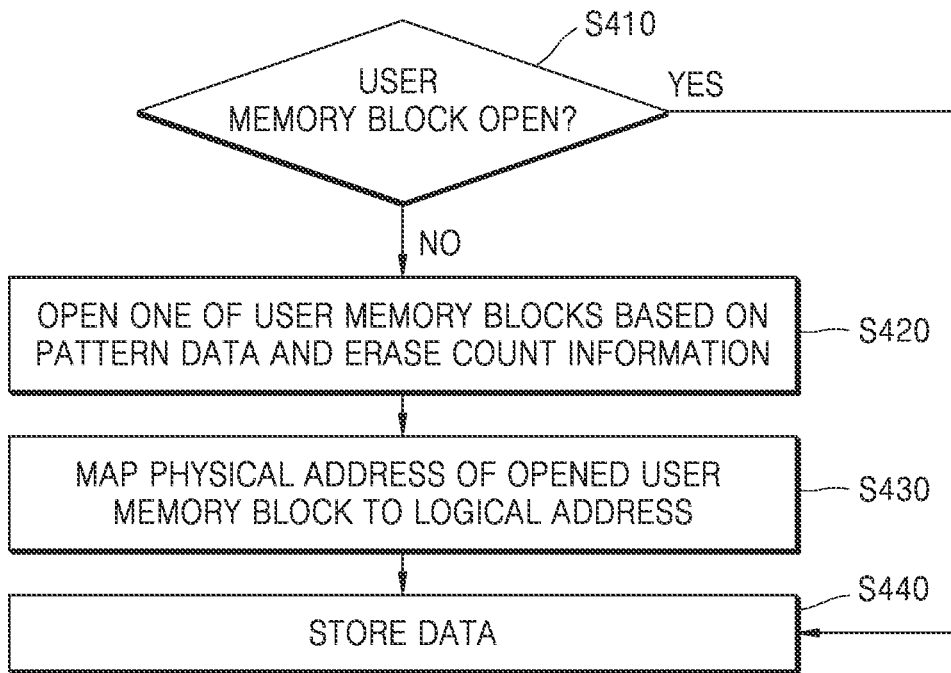 S410
USER
MEMORY BLOCK OPEN?
YES
NO
OPEN ONE OF USER MEMORY BLOCKS BASED ON
PATTERN DATA AND ERASE COUNT INFORMATION
S420
MAP PHYSICAL ADDRESS OF OPENED USER
MEMORY BLOCK TO LOGICAL ADDRESS
S430
S440
STORE DATA